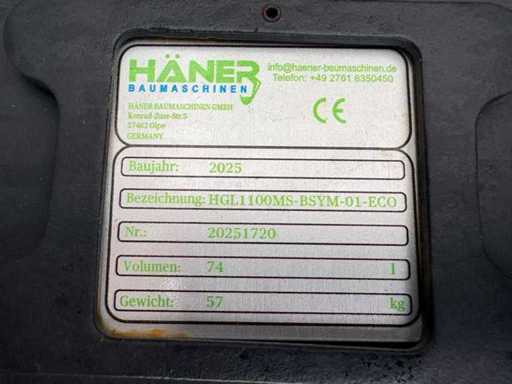 HÄNER
BAUMASCHINEN
info@haener-baumaschinen.de
Telefon: +49 2761 8350450
HÄNER BAUMASCHINEN GMBH
Konrad-Zuse-Str.5
57462 Olpe
GERMANY
CE
Baujahr: 2025
Bezeichnung: HGL1100MS-BSYM-01-ECO
Nr.: 20251720
Volumen: 74 l
Gewicht: 57 kg